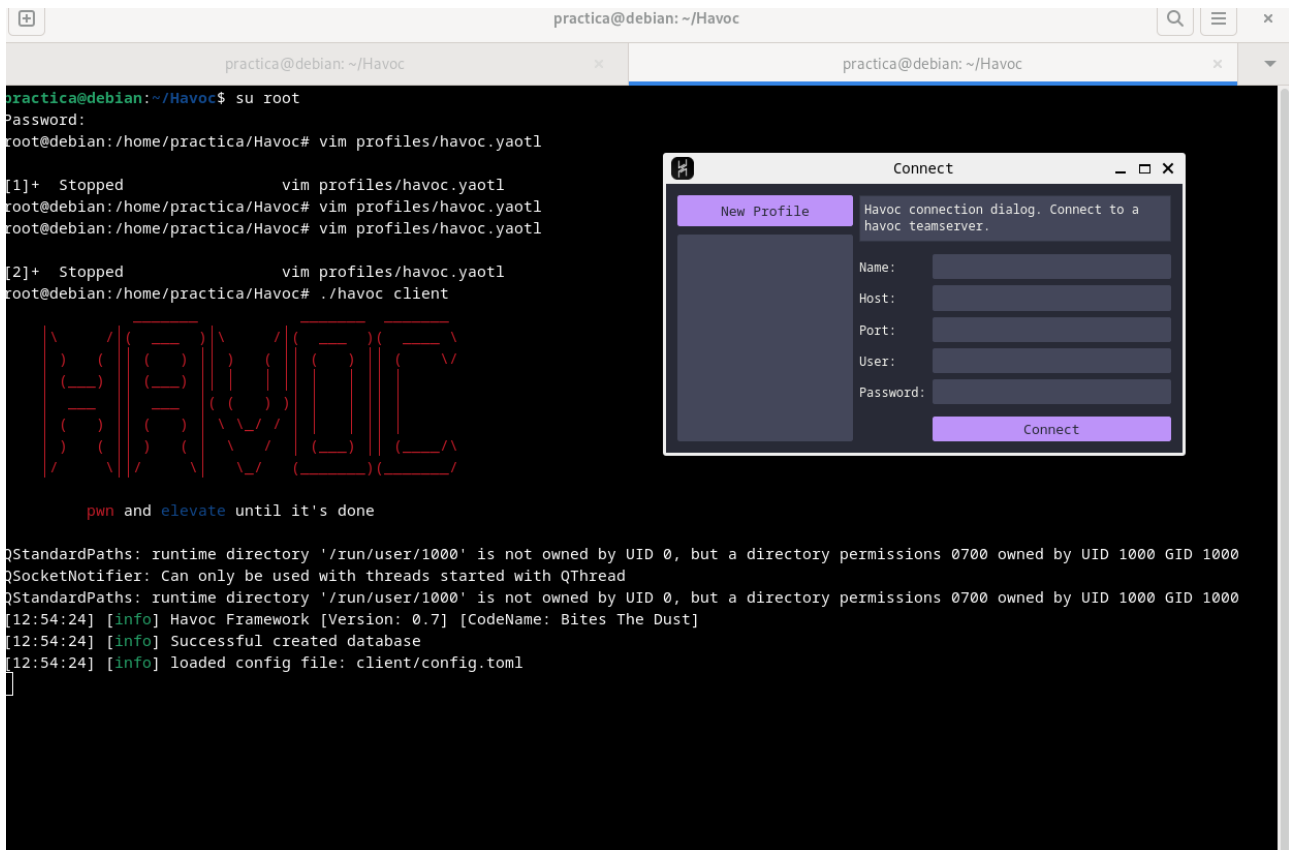 practica@debian: ~/Havoc
practica@debian: ~/Havoc
practica@debian: ~/Havoc
practica@debian:~/Havoc$ su root
Password:
root@debian:/home/practica/Havoc# vim profiles/havoc.yaotl
[1]+  Stopped                 vim profiles/havoc.yaotl
root@debian:/home/practica/Havoc# vim profiles/havoc.yaotl
root@debian:/home/practica/Havoc# vim profiles/havoc.yaotl
[2]+  Stopped                 vim profiles/havoc.yaotl
root@debian:/home/practica/Havoc# ./havoc client
HAVOC
pwn and elevate until it's done
QStandardPaths: runtime directory '/run/user/1000' is not owned by UID 0, but a directory permissions 0700 owned by UID 1000 GID 1000
QSocketNotifier: Can only be used with threads started with QThread
QStandardPaths: runtime directory '/run/user/1000' is not owned by UID 0, but a directory permissions 0700 owned by UID 1000 GID 1000
[12:54:24] [info] Havoc Framework [Version: 0.7] [CodeName: Bites The Dust]
[12:54:24] [info] Successful created database
[12:54:24] [info] loaded config file: client/config.toml
Connect
New Profile
Havoc connection dialog. Connect to a
havoc teamserver.
Name:
Host:
Port:
User:
Password:
Connect